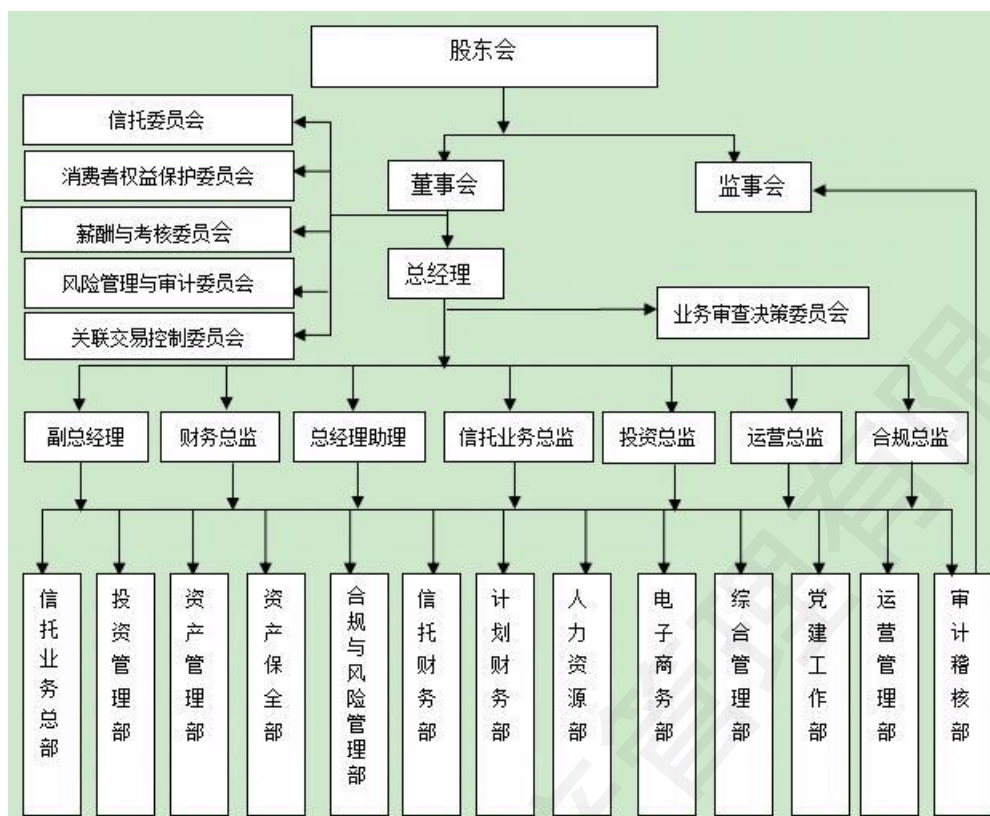 股东会
信托委员会
消费者权益保护委员会
薪酬与考核委员会
风险管理与审计委员会
关联交易控制委员会
董事会
监事会
总经理
业务审查决策委员会
副总经理
财务总监
总经理助理
信托业务总监
投资总监
运营总监
合规总监
信托业务总部
投资管理部
资产管理部
资产保全部
合规与风险管理部
信托财务部
计划财务部
人力资源部
电子商务部
综合管理部
党建工作部
运营管理部
审计稽核部
管理有限